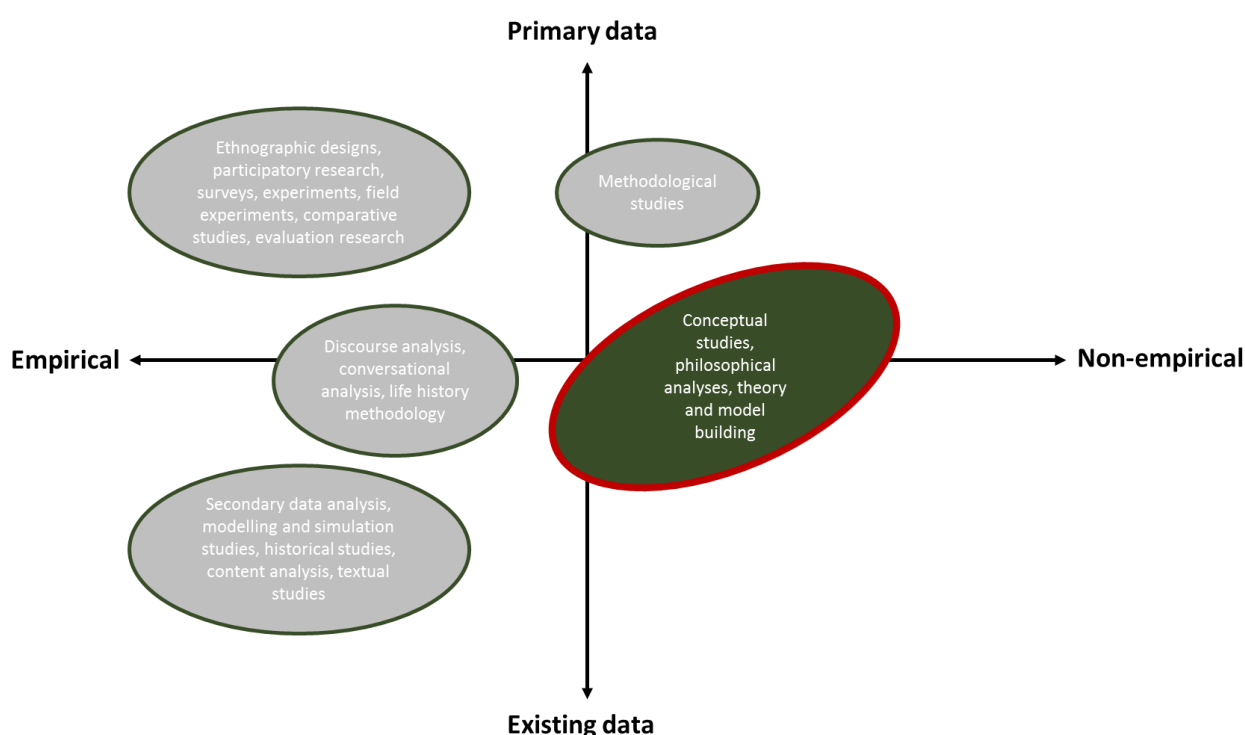 Primary data
Ethnographic designs,
participatory research,
surveys, experiments, field
experiments, comparative
studies, evaluation research
Methodological
studies
Empirical
Discourse analysis,
conversational
analysis, life history
methodology
Conceptual
studies,
philosophical
analyses, theory
and model
building
Non-empirical
Secondary data analysis,
modelling and simulation
studies, historical studies,
content analysis, textual
studies
Existing data